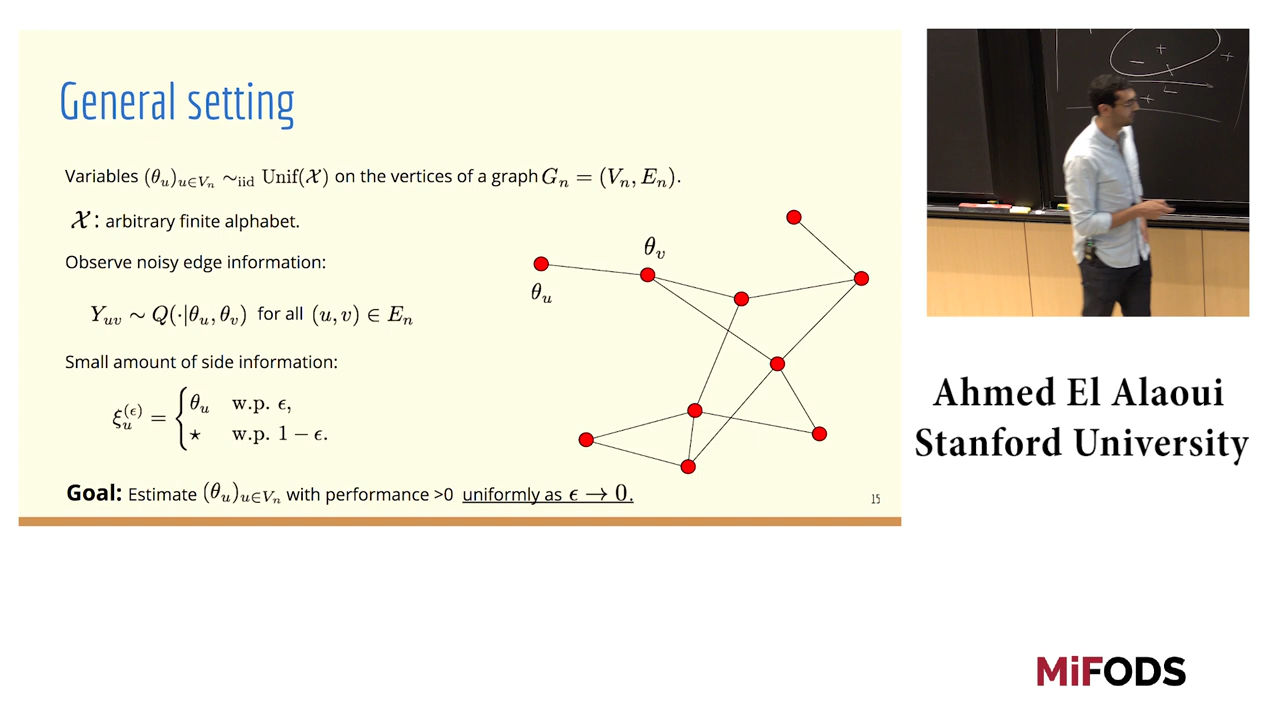 General setting
Variables (θ_u)_{u∈V_n} ∼_{iid} Unif(𝒳) on the vertices of a graph G_n = (V_n, E_n).
𝒳 : arbitrary finite alphabet.
Observe noisy edge information:
Y_{uv} ∼ Q(·|θ_u, θ_v) for all (u, v) ∈ E_n
Small amount of side information:
ξ_u^{(ϵ)} = { θ_u w.p. ϵ,
⋆ w.p. 1 − ϵ.
Goal: Estimate (θ_u)_{u∈V_n} with performance >0 uniformly as ϵ → 0.
θ_v
θ_u
15
+
−
+
+
Ahmed El Alaoui
Stanford University
MiFODS